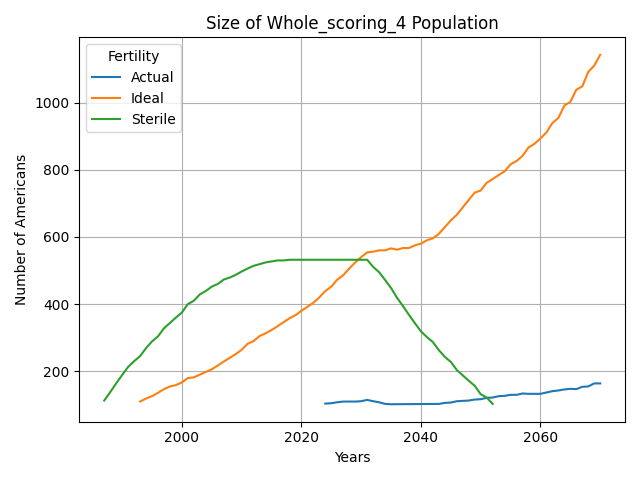 Size of Whole_scoring_4 Population
Fertility
Actual
Ideal
Sterile
Number of Americans
1000
800
600
400
200
2000
2020
2040
2060
Years